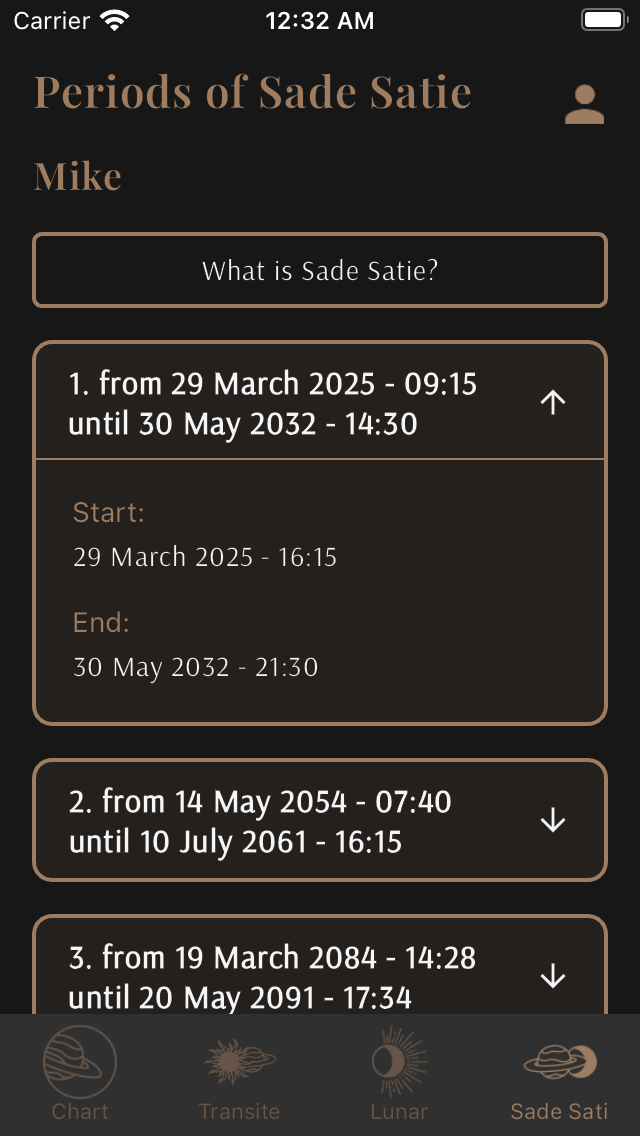 Carrier 12:32 AM
Periods of Sade Satie
Mike
What is Sade Satie?
1. from 29 March 2025 - 09:15
until 30 May 2032 - 14:30
Start:
29 March 2025 - 16:15
End:
30 May 2032 - 21:30
2. from 14 May 2054 - 07:40
until 10 July 2061 - 16:15
3. from 19 March 2084 - 14:28
until 20 May 2091 - 17:34
Chart Transite Lunar Sade Sati